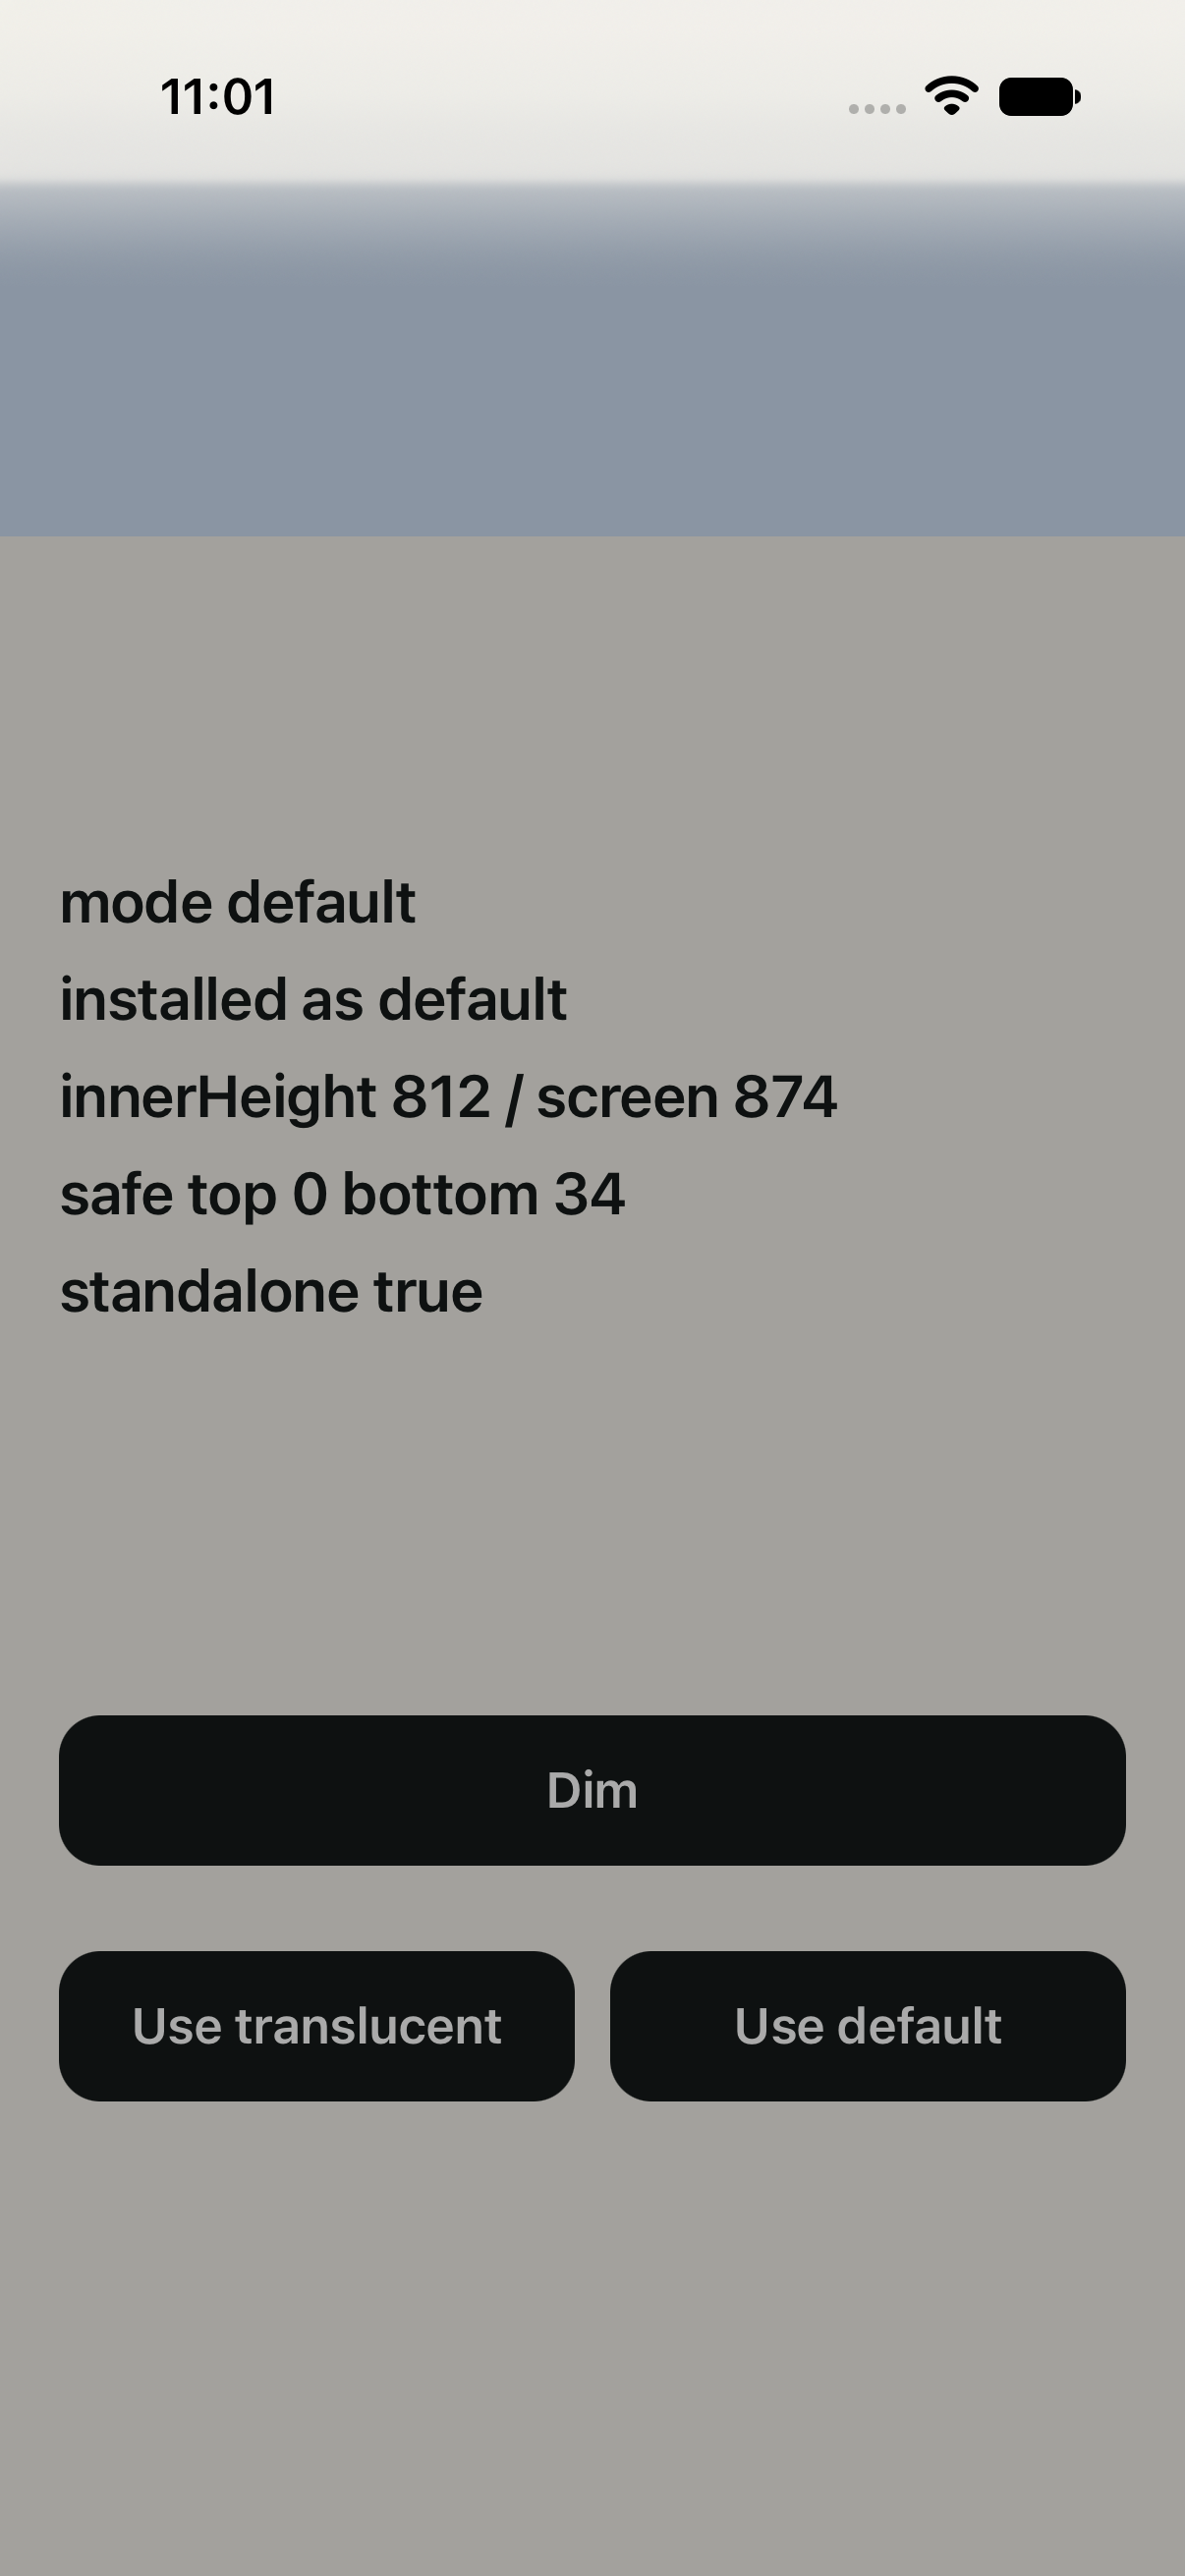 11:01
mode default
installed as default
innerHeight 812 / screen 874
safe top 0 bottom 34
standalone true
Dim
Use translucent
Use default